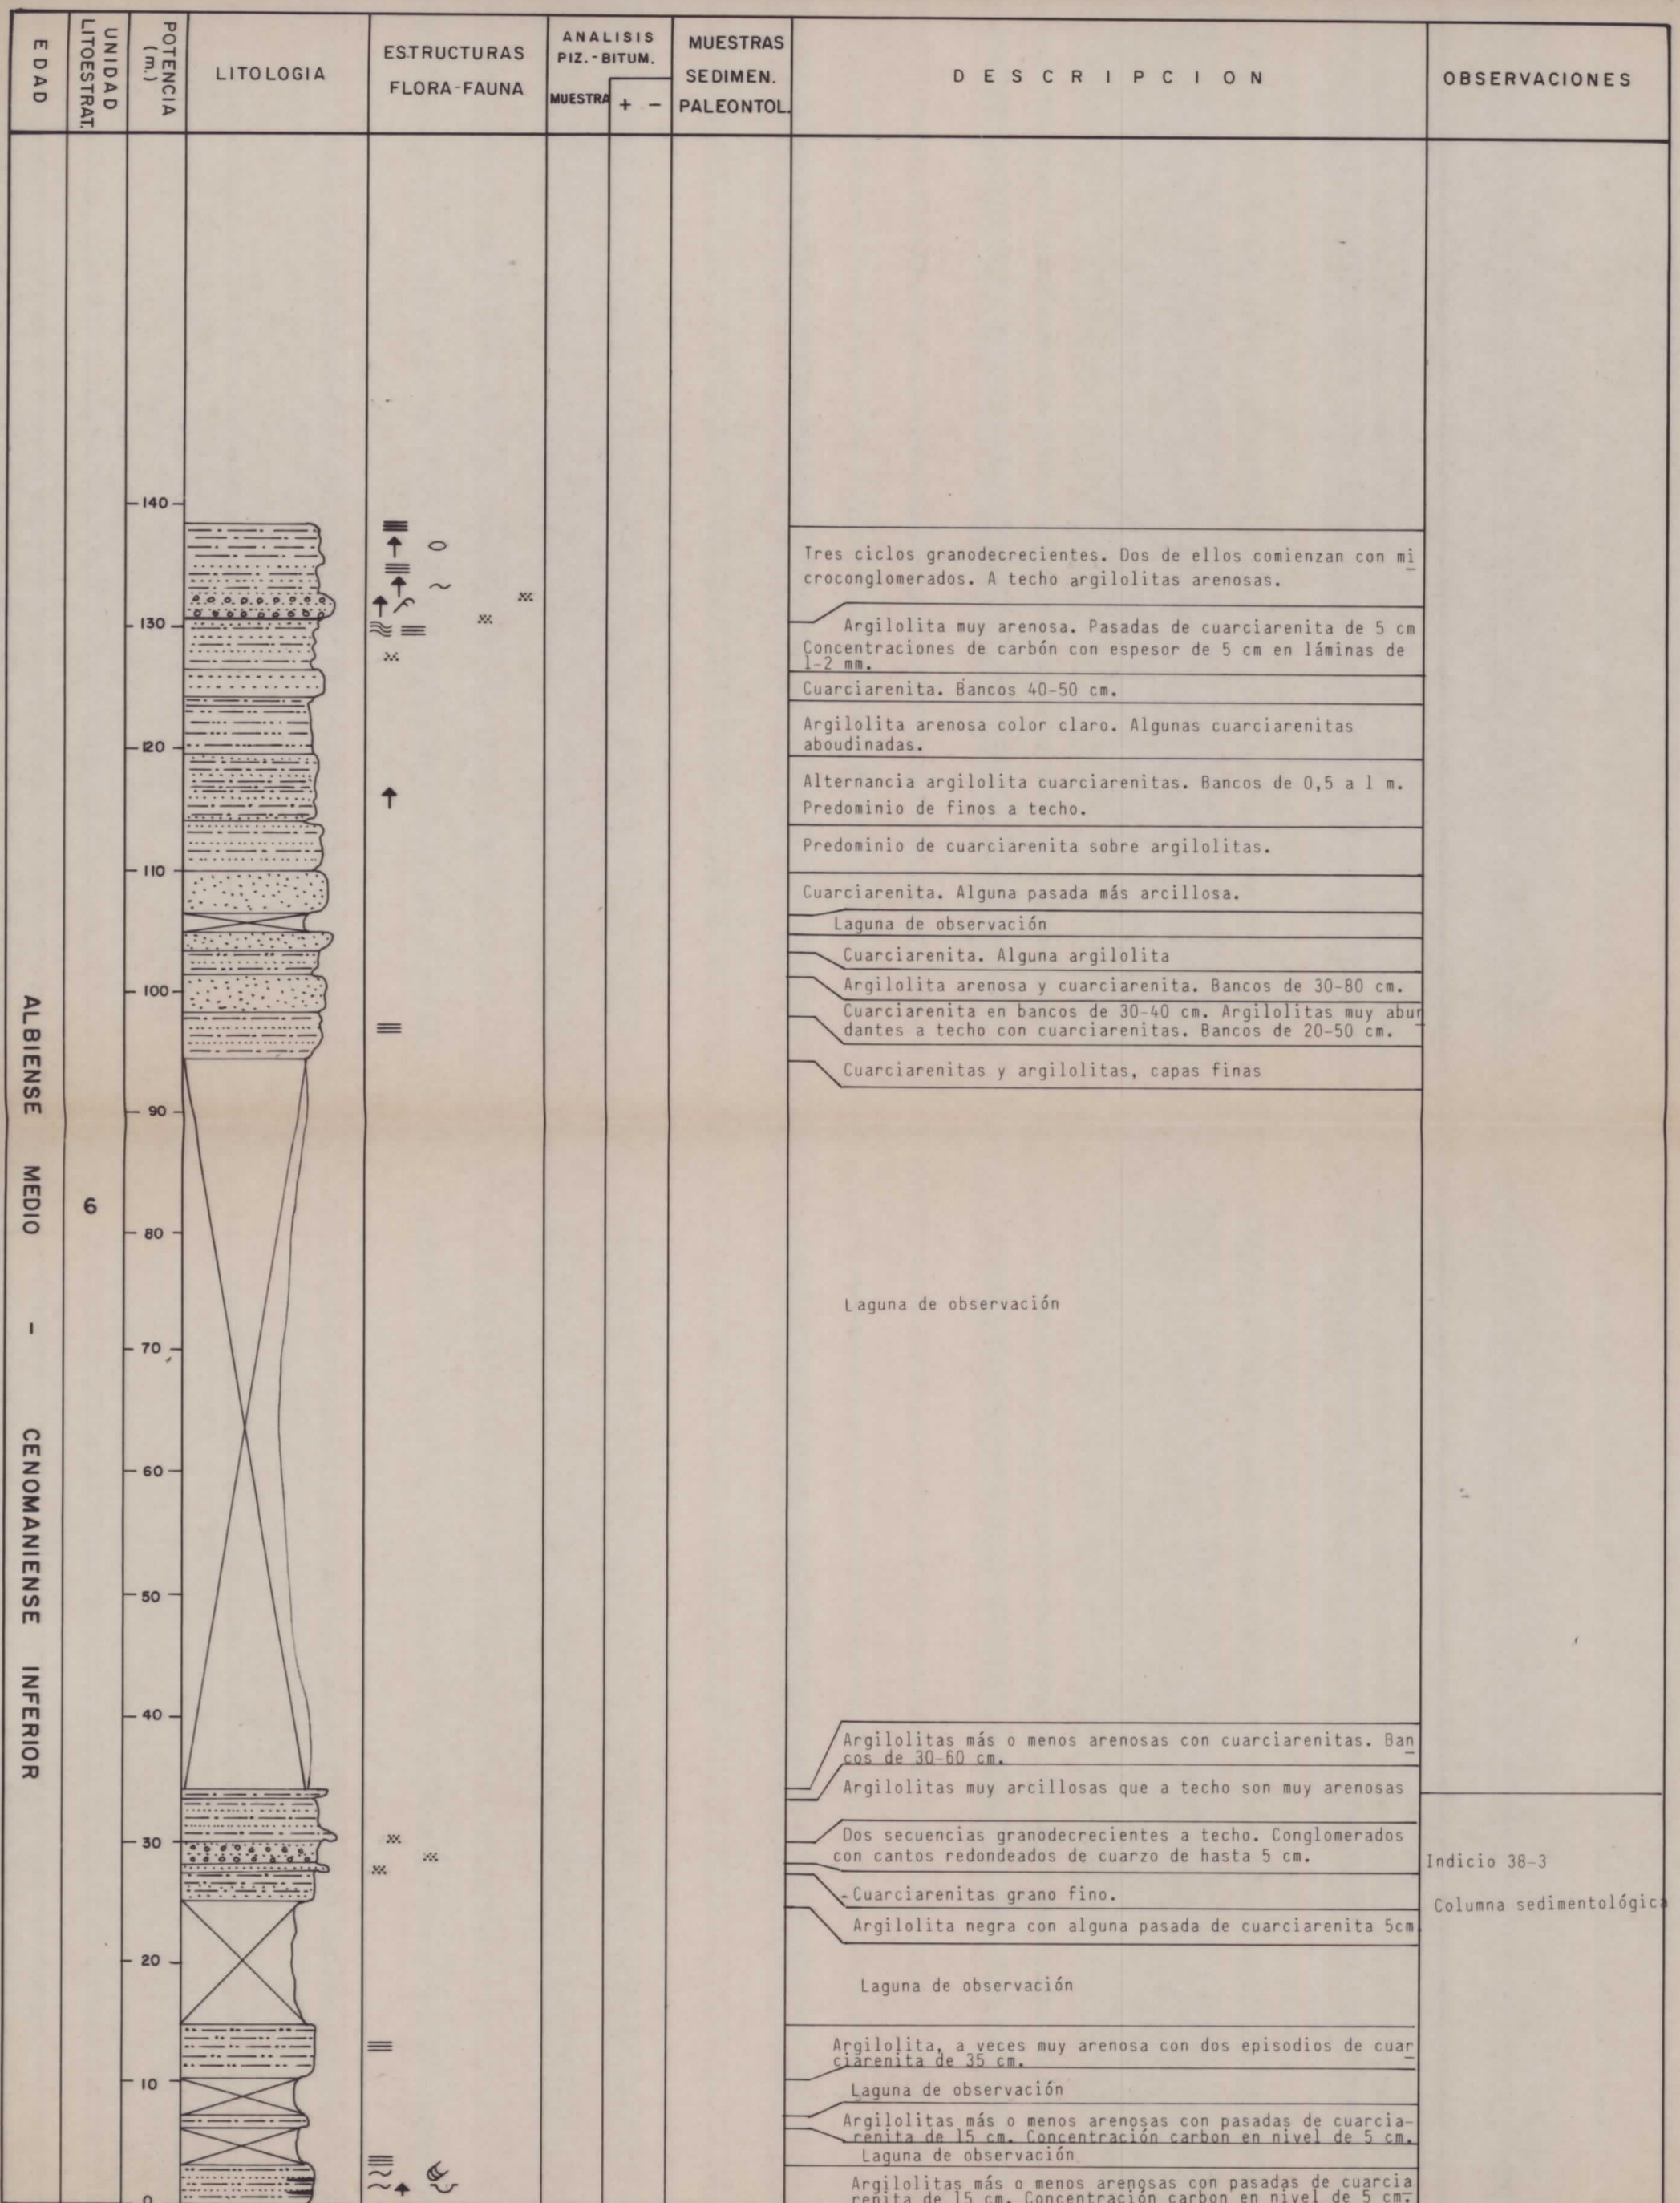 EDAD
UNIDAD
LITOESTRAT.
POTENCIA
(m.)
LITOLOGIA
ESTRUCTURAS
FLORA-FAUNA
ANALISIS
PIZ.-BITUM.
MUESTRA
+ -
MUESTRAS
SEDIMEN.
PALEONTOL.
DESCRIPCION
OBSERVACIONES
ALBIENSE MEDIO - CENOMANIENSE INFERIOR
6
140
130
120
110
100
90
80
70
60
50
40
30
20
10
0
Tres ciclos granodecrecientes. Dos de ellos comienzan con mi
croconglomerados. A techo argilolitas arenosas.
Argilolita muy arenosa. Pasadas de cuarciarenita de 5 cm
Concentraciones de carbón con espesor de 5 cm en láminas de
1-2 mm.
Cuarciarenita. Bancos 40-50 cm.
Argilolita arenosa color claro. Algunas cuarciarenitas
aboudinadas.
Alternancia argilolita cuarciarenitas. Bancos de 0,5 a 1 m.
Predominio de finos a techo.
Predominio de cuarciarenita sobre argilolitas.
Cuarciarenita. Alguna pasada más arcillosa.
Laguna de observación
Cuarciarenita. Alguna argilolita
Argilolita arenosa y cuarciarenita. Bancos de 30-80 cm.
Cuarciarenita en bancos de 30-40 cm. Argilolitas muy abun
dantes a techo con cuarciarenitas. Bancos de 20-50 cm.
Cuarciarenitas y argilolitas, capas finas
Laguna de observación
Argilolitas más o menos arenosas con cuarciarenitas. Ban
cos de 30-60 cm.
Argilolitas muy arcillosas que a techo son muy arenosas
Dos secuencias granodecrecientes a techo. Conglomerados
con cantos redondeados de cuarzo de hasta 5 cm.
Indicio 38-3
-Cuarciarenitas grano fino.
Columna sedimentológica
Argilolita negra con alguna pasada de cuarciarenita 5cm
Laguna de observación
Argilolita, a veces muy arenosa con dos episodios de cuar
ciarenita de 35 cm.
Laguna de observación
Argilolitas más o menos arenosas con pasadas de cuarcia-
renita de 15 cm. Concentración carbon en nivel de 5 cm.
Laguna de observación
Argilolitas más o menos arenosas con pasadas de cuarcia
renita de 15 cm. Concentración carbon en nivel de 5 cm.